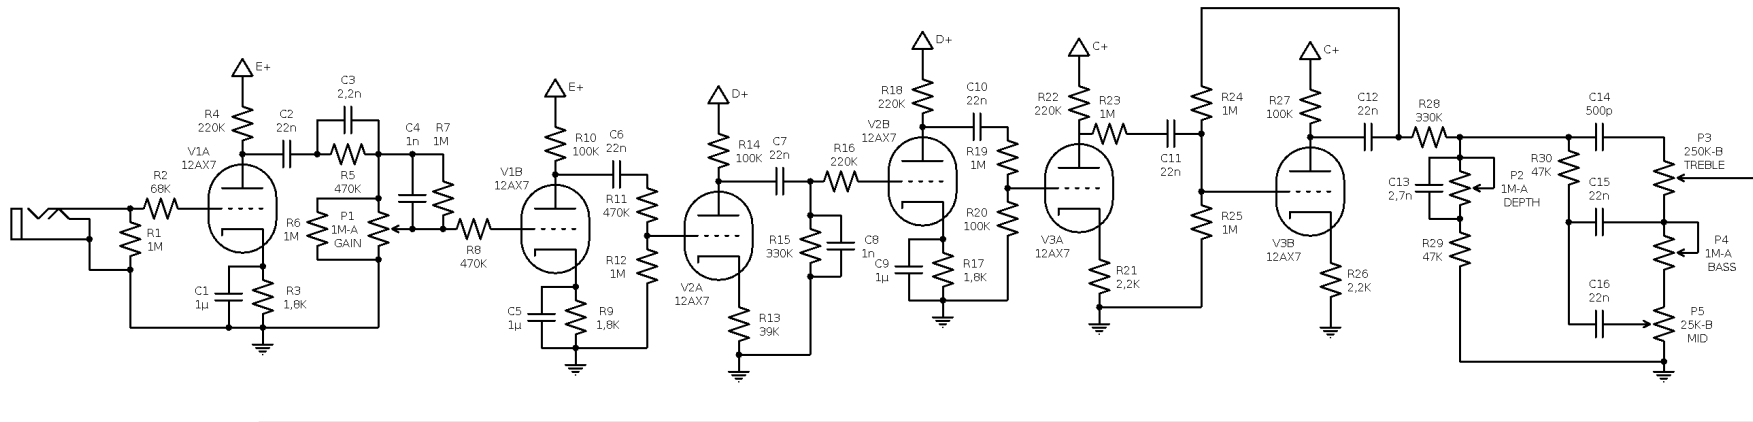 E+
R4
220K
C2
22n
C3
2,2n
R5
470K
C4
1n
R7
1M
V1A
12AX7
R2
68K
R1
1M
R6
1M
P1
1M-A
GAIN
C1
1µ
R3
1,8K
R8
470K
E+
R10
100K
C6
22n
V1B
12AX7
R11
470K
R12
1M
C5
1µ
R9
1,8K
D+
R14
100K
C7
22n
R16
220K
V2A
12AX7
R15
330K
C8
1n
R13
39K
D+
R18
220K
C10
22n
V2B
12AX7
R19
1M
R20
100K
C9
1µ
R17
1,8K
C+
R22
220K
R23
1M
C11
22n
V3A
12AX7
R21
2,2K
R24
1M
R25
1M
C+
R27
100K
C12
22n
V3B
12AX7
R26
2,2K
R28
330K
C13
2,7n
P2
1M-A
DEPTH
R29
47K
C14
500p
R30
47K
C15
22n
C16
22n
P3
250K-B
TREBLE
P4
1M-A
BASS
P5
25K-B
MID